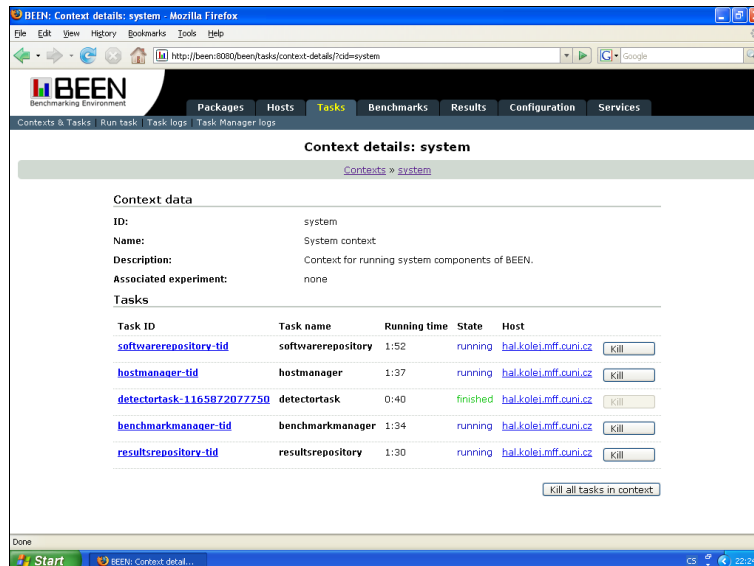 BEEN: Context details: system - Mozilla Firefox
File Edit View History Bookmarks Tools Help
http://been:8080/been/tasks/context-details/?cid=system
G Google
BEEN
Benchmarking Environment
Packages Hosts Tasks Benchmarks Results Configuration Services
Contexts & Tasks | Run task | Task logs | Task Manager logs
Context details: system
Contexts » system
Context data
ID: system
Name: System context
Description: Context for running system components of BEEN.
Associated experiment: none
Tasks
Task ID Task name Running time State Host
softwarerepository-tid softwarerepository 1:52 running hal.kolej.mff.cuni.cz Kill
hostmanager-tid hostmanager 1:37 running hal.kolej.mff.cuni.cz Kill
detectortask-1165872077750 detectortask 0:40 finished hal.kolej.mff.cuni.cz Kill
benchmarkmanager-tid benchmarkmanager 1:34 running hal.kolej.mff.cuni.cz Kill
resultsrepository-tid resultsrepository 1:30 running hal.kolej.mff.cuni.cz Kill
Kill all tasks in context
Done
Start BEEN: Context detail... CS 22:24